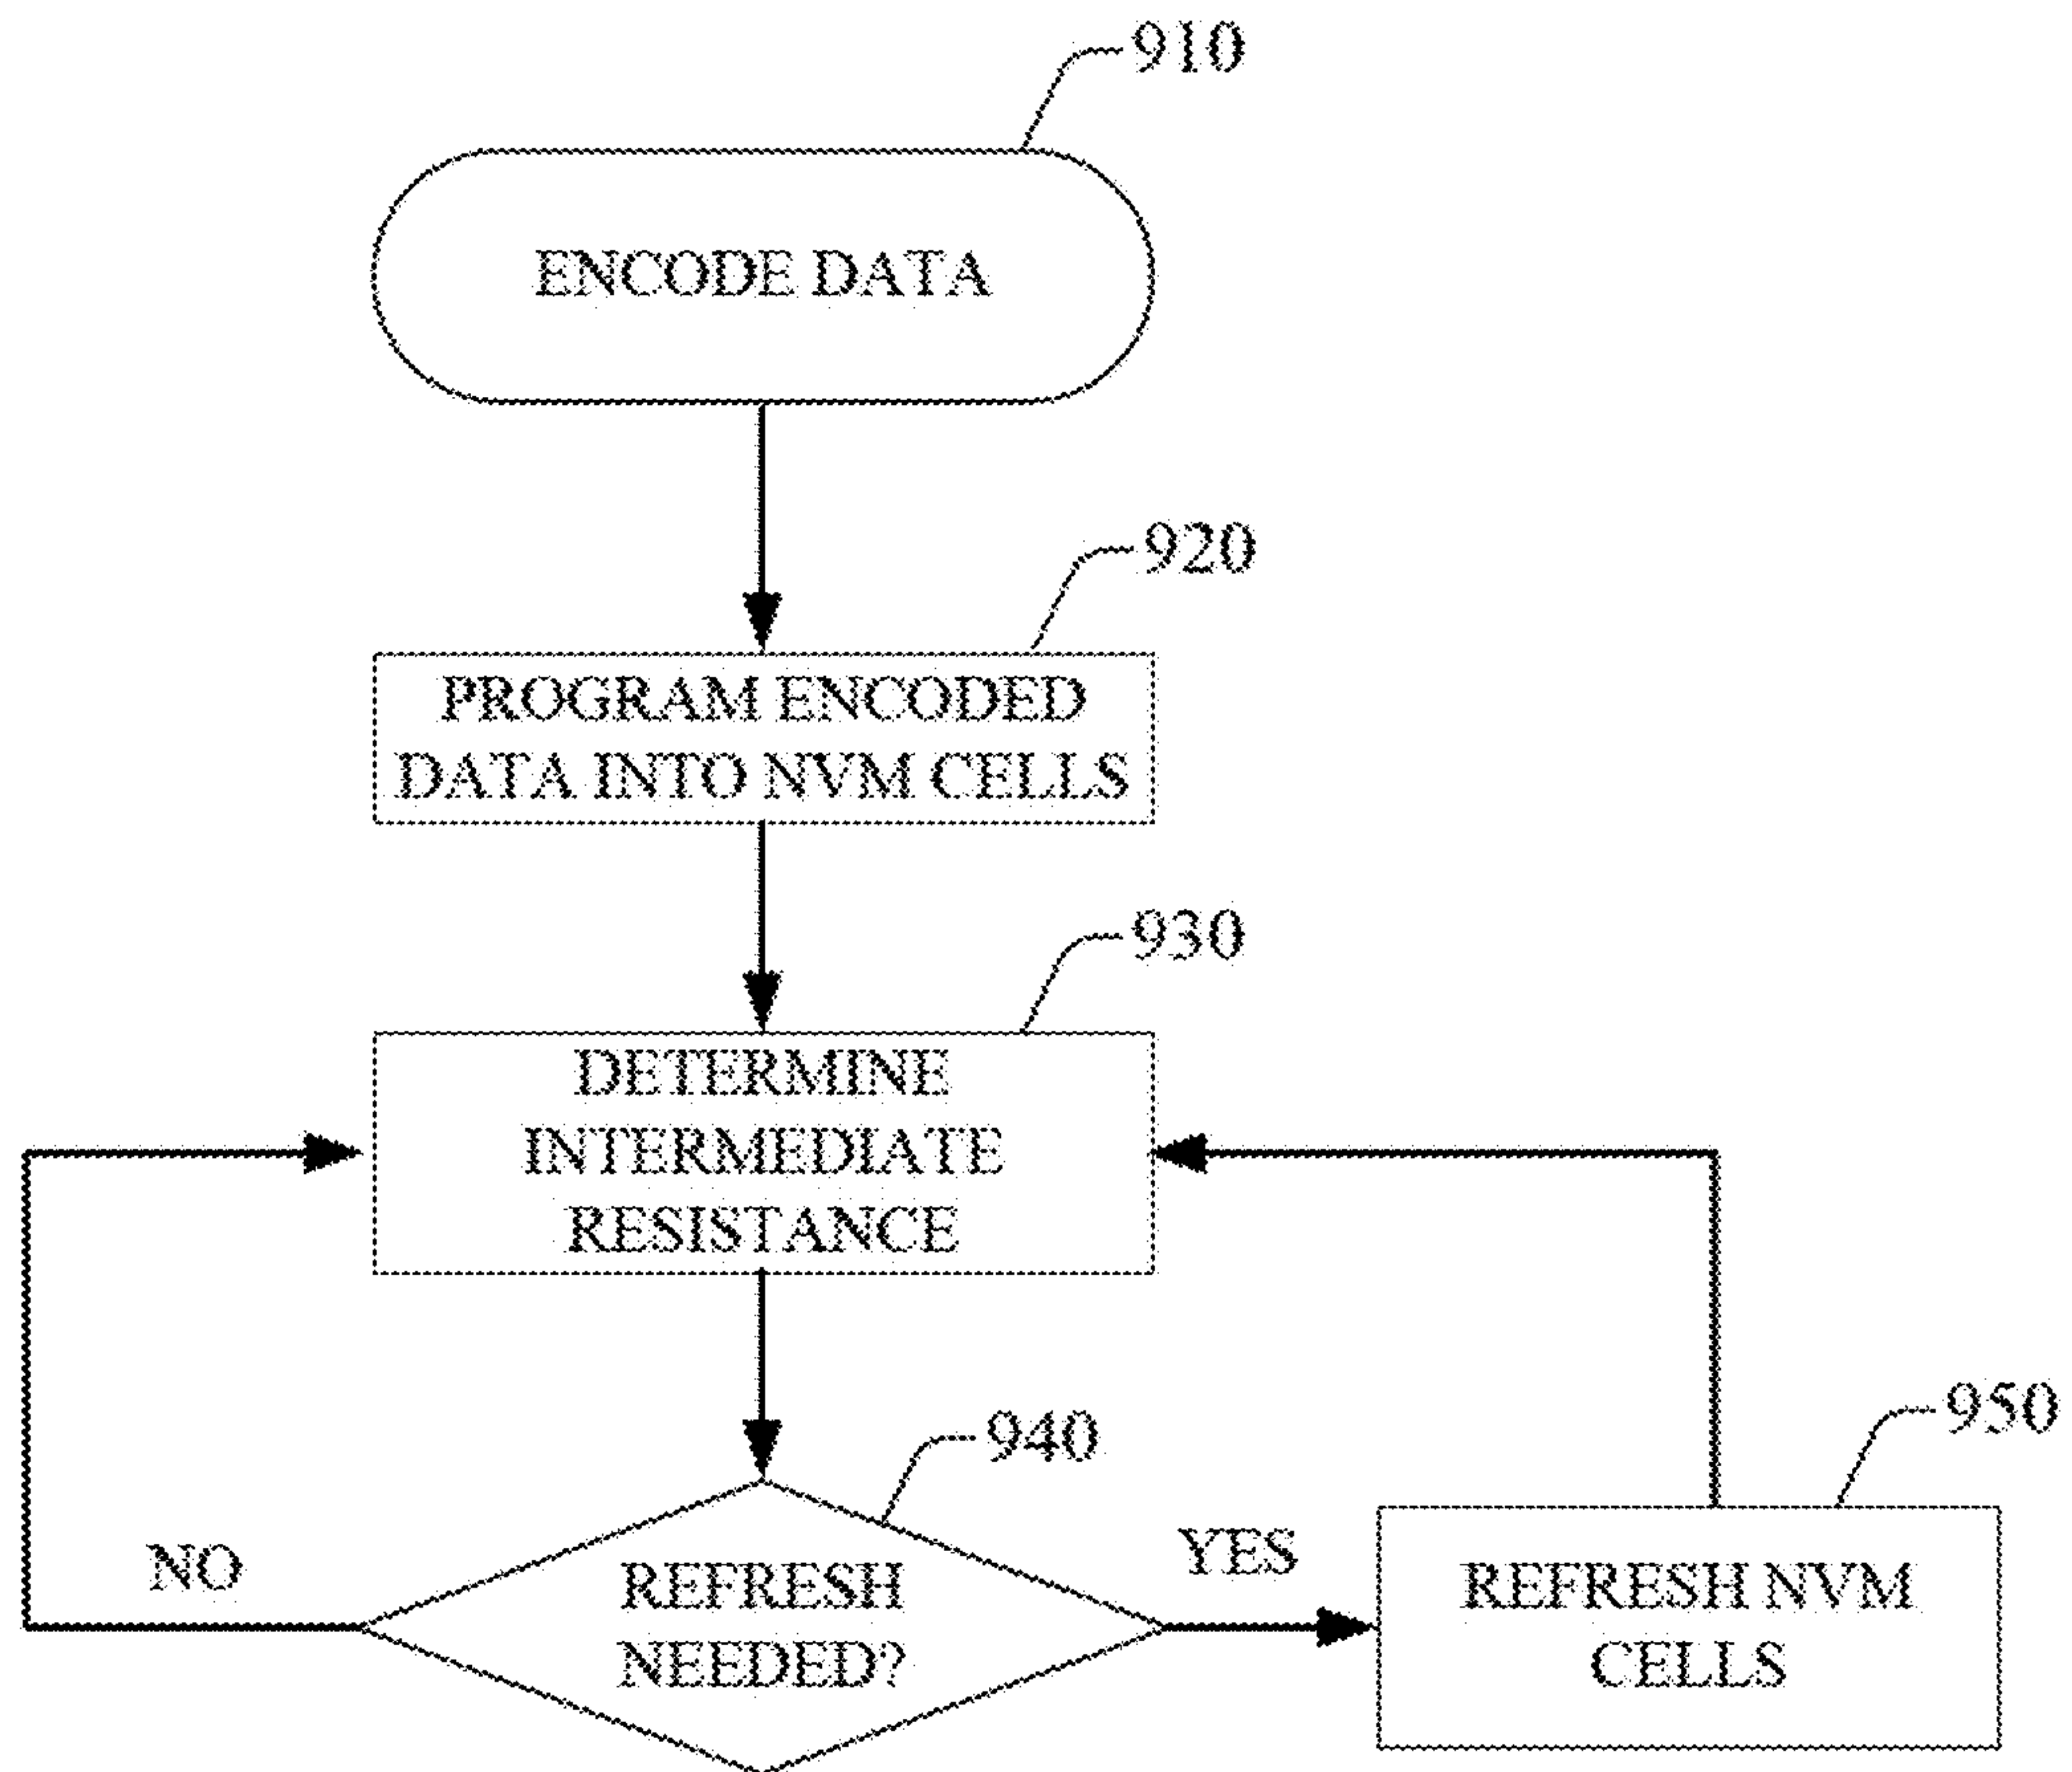 910
ENCODE DATA
920
PROGRAM ENCODED
DATA INTO NVM CELLS
930
DETERMINE
INTERMEDIATE
RESISTANCE
940
950
NO
REFRESH
NEEDED?
YES
REFRESH NVM
CELLS